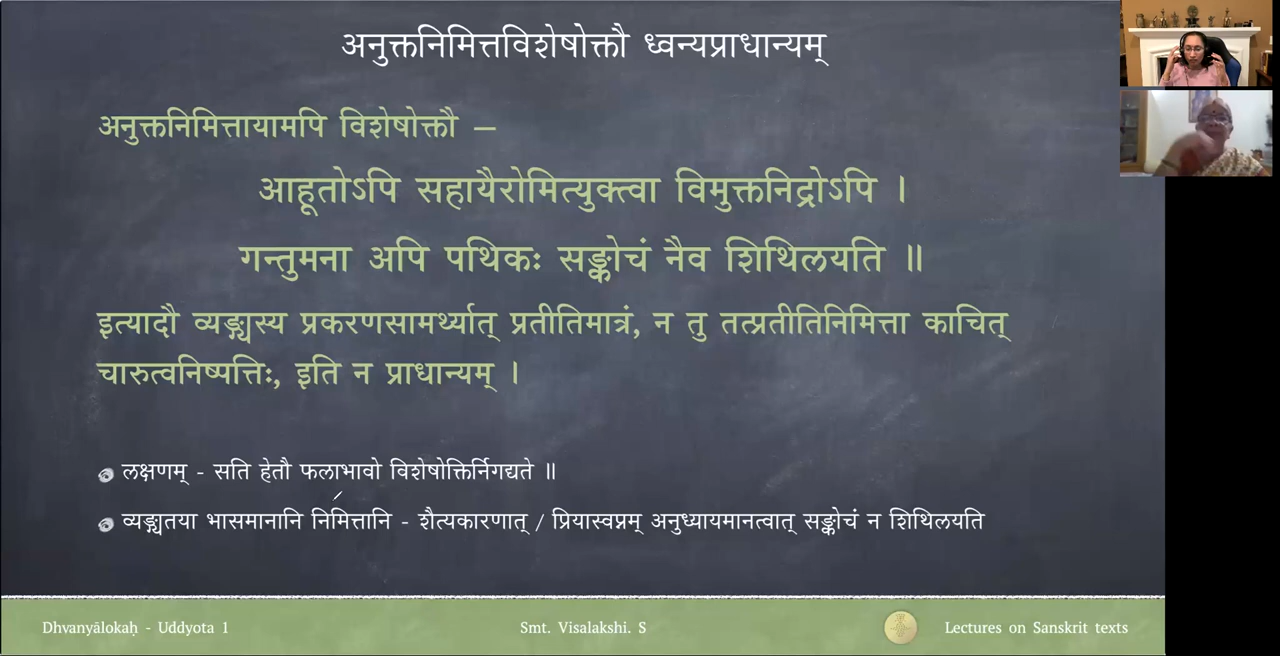 अनुक्तनिमित्तविशेषोक्तौ ध्वन्यप्राधान्यम्
अनुक्तनिमित्तायामपि विशेषोक्तौ –
आहूतोऽपि सहायैरोमित्युक्त्वा विमुक्तनिद्रोऽपि ।
गन्तुमना अपि पथिकः सङ्कोचं नैव शिथिलयति ॥
इत्यादौ व्यङ्ग्यस्य प्रकरणसामर्थ्यात् प्रतीतिमात्रं, न तु तत्प्रतीतिनिमित्ता काचित्
चारुत्वनिष्पत्तिः, इति न प्राधान्यम् ।
लक्षणम् - सति हेतौ फलाभावो विशेषोक्तिर्निगद्यते ॥
व्यङ्ग्यतया भासमानानि निमित्तानि - शैत्यकारणात् / प्रियास्वप्नम् अनुध्यायमानत्वात् सङ्कोचं न शिथिलयति
Dhvanyālokaḥ - Uddyota 1
Smt. Visalakshi. S
Lectures on Sanskrit texts